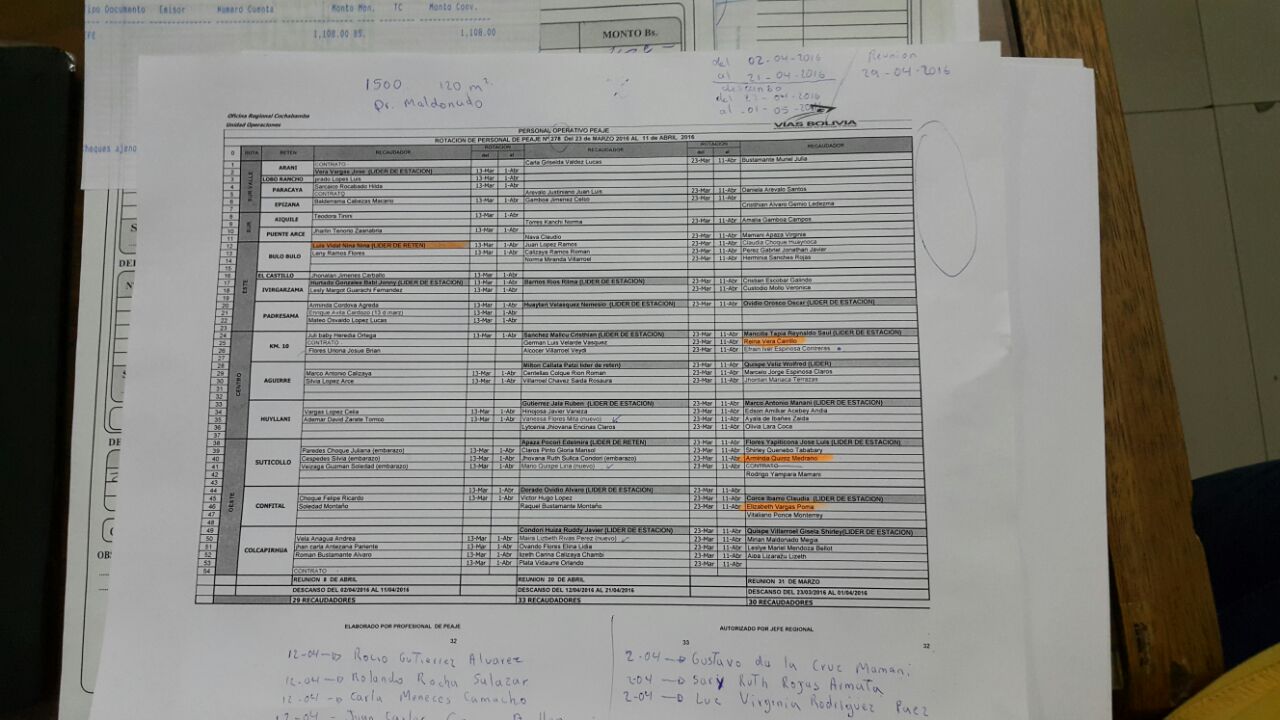 Tipo Documento Emisor Numero Cuenta Monto Mon. TC Monto Conv.
1,108.00 BS. 1,108.00
MONTO Bs.
Cheques ajeno
1500 120 m²
Dr. Maldonado
del 02-04-2016
al 21-04-2016
descanso
al 01-05-2016
Reunion
29-04-2016
Oficina Regional Cochabamba
Unidad Operaciones
VIAS BOLIVIA
PERSONAL OPERATIVO PEAJE
ROTACION DE PERSONAL DE PEAJE Nº 278 Del 23 de MARZO 2016 AL 11 de ABRIL 2016
RUTA RETEN RECAUDADOR ROTACION del al RECAUDADOR ROTACION del al RECAUDADOR
SUR VALLE
1 ARANI CONTRATO Carla Griselda Valdez Lucas 23-Mar 11-Abr Bustamante Muriel Julia
2 Vera Vargas Jose (LIDER DE ESTACION) 13-Mar 1-Abr
3 LOBO RANCHO prado Lopes Luis 13-Mar 1-Abr
4 PARACAYA Sarcaico Rocabado Hilda 13-Mar 1-Abr
5 CONTRATO Arevalo Justiniano Juan Luis 23-Mar 11-Abr Daniela Arevalo Santos
6 EPIZANA Balderrama Cabezas Macario 13-Mar 1-Abr Gamboa Jimenez Celso 23-Mar 11-Abr
Cristhian Alvaro Gemio Ledezma
SUR
8 AIQUILE Teodora Tinini 13-Mar 1-Abr
9 Torres Kanchi Norma 23-Mar 11-Abr Amalia Gamboa Campos
10 PUENTE ARCE Jharlin Tenorio Zasnabria 13-Mar 1-Abr
11 Nava Claudio 23-Mar 11-Abr Mamani Apaza Virginia
ESTE
12 BULO BULO Luis Vidal Nina Nina (LIDER DE RETEN) 13-Mar 1-Abr Juan Lopez Ramos 23-Mar 11-Abr Claudia Choque Huaynoca
13 Leny Ramos Flores 13-Mar 1-Abr Calizaya Ramos Roman 23-Mar 11-Abr Perez Gabriel Jonathan Javier
14 Norma Miranda Villarroel 23-Mar 11-Abr Herminia Sanchez Rojas
15
16 EL CASTILLO Jhonatan Jimenes Carballo 13-Mar 1-Abr
17 IVIRGARZAMA Hurtado Gonzales Babi Jenny (LIDER DE ESTACION) 13-Mar 1-Abr Barrios Rios Rilma (LIDER DE ESTACION) 23-Mar 11-Abr Cristian Escobar Galindo
18 Leely Margot Guarachi Fernandez 13-Mar 1-Abr 23-Mar 11-Abr Custodio Mollo Veronica
19
20 PADRESAMA Arminda Cordova Agreda 13-Mar 1-Abr Huaylani Velasquez Nemesio (LIDER DE ESTACION) 23-Mar 11-Abr Ovidio Orosco Oscar (LIDER DE ESTACION)
21 Enrique Avila Cardozo (13 d marz) 13-Mar 1-Abr
22 Mateo Osvaldo Lopez Lucas 13-Mar 1-Abr
23
CENTRO
24 KM. 10 Juli baby Heredia Ortega 13-Mar 1-Abr Sanchez Mallcu Cristhian (LIDER DE ESTACION) 23-Mar 11-Abr Mancilla Tapia Reynaldo Saul (LIDER DE ESTACION)
25 CONTRATO German Luis Velarde Vasquez 23-Mar 11-Abr Reina Vera Carrillo
26 Flores Uriona Josue Brian 13-Mar 1-Abr Alcocer Villarroel Veydi 23-Mar 11-Abr Efrain Iver Espinosa Contreras
28 AGUIRRE Milton Callata Patzi lider de reten) 23-Mar 11-Abr Quispe Veliz Wolfred (LIDER)
29 Marco Antonio Calizaya 13-Mar 1-Abr Centellas Colque Rion Roman 23-Mar 11-Abr Marcelo Jorge Espinosa Claros
30 Silvia Lopez Arce 13-Mar 1-Abr Villarroel Chavez Saida Rosaura 23-Mar 11-Abr Jhonlan Mariaca Terrazas
31
32
33 HUYLLANI Gutierrez Jala Ruben (LIDER DE ESTACION) 23-Mar 11-Abr Marco Antonio Manani (LIDER DE ESTACION)
34 Vargas Lopez Celia 13-Mar 1-Abr Hinojosa Javier Vaneza 23-Mar 11-Abr Edson Amilkar Acebey Andia
35 Ademar David Zarate Torrico 13-Mar 1-Abr Vanessa Flores Mita (nuevo) 23-Mar 11-Abr Ayala de Ibañes Zaida
36 Lytcenia Jhovana Encinas Claros 23-Mar 11-Abr Olivia Lara Coca
37
OESTE
38 SUTICOLLO Apaza Pocori Edelmira (LIDER DE RETEN) 23-Mar 11-Abr Flores Yapiticona Jose Luis (LIDER DE ESTACION)
39 Paredes Choque Juliana (embarazo) 13-Mar 1-Abr Claros Pinto Gloria Marisol 23-Mar 11-Abr Shirley Quenebo Tababary
40 Cespedes Silvia (embarazo) 13-Mar 1-Abr Jhovana Ruth Sullca Condori (embarazo) 23-Mar 11-Abr Arminda Quiroz Medrano
41 Veizaga Guzman Soledad (embarazo) 13-Mar 1-Abr Mario Quispe Liria (nuevo) 23-Mar 11-Abr CONTRATO
42 Rodrigo Yampara Mamani
43
44 CONFITAL 13-Mar 1-Abr Dorado Ovidio Alvaro (LIDER DE ESTACION) 23-Mar 11-Abr
45 Choque Felipe Ricardo 13-Mar 1-Abr Victor Hugo Lopez 23-Mar 11-Abr Corce Ibarro Claudia (LIDER DE ESTACION)
46 Soledad Montaño 13-Mar 1-Abr Raquel Bustamante Montaño 23-Mar 11-Abr Elizabeth Vargas Poma
47 23-Mar 11-Abr Vitaliano Ponce Monterrey
48
49 COLCAPIRHUA Condori Huiza Ruddy Javier (LIDER DE ESTACION) 23-Mar 11-Abr Quispe Villarroel Gisela Shirley(LIDER DE ESTACION)
50 Vela Anagua Andrea 13-Mar 1-Abr Maira Lizbeth Rivas Perez (nuevo) 23-Mar 11-Abr Mirian Maldonado Megia
51 jhan carla Antezana Pariente 13-Mar 1-Abr Ovando Flores Elina Lidia 23-Mar 11-Abr Leslye Mariel Mendoza Bellot
52 Roman Bustamante Alvaro 13-Mar 1-Abr lizeth Carina Calizaya Chambi 23-Mar 11-Abr Alba Lizarazu Lizeth
53 13-Mar 1-Abr Plata Vidaurre Orlando 23-Mar 11-Abr
54 CONTRATO
REUNION 8 DE ABRIL REUNION 20 DE ABRIL REUNION 31 DE MARZO
DESCANSO DEL 02/04/2016 AL 11/04/2016 DESCANSO DEL 12/04/2016 AL 21/04/2016 DESCANSO DEL 23/03/2016 AL 01/04/2016
29 RECAUDADORES 33 RECAUDADORES 30 RECAUDADORES
ELABORADO POR PROFESIONAL DE PEAJE AUTORIZADO POR JEFE REGIONAL
32 33 32
12-04 → Rocio Gutierrez Alvarez
12-04 → Rolando Rocha Salazar
12-04 → Carla Meneces Camacho
12-04 - Juan Carlos
2-04 → Gustavo de la Cruz Mamani
2-04 → Sary Ruth Rojas Armata
2-04 → Luz Virginia Rodriguez Paez